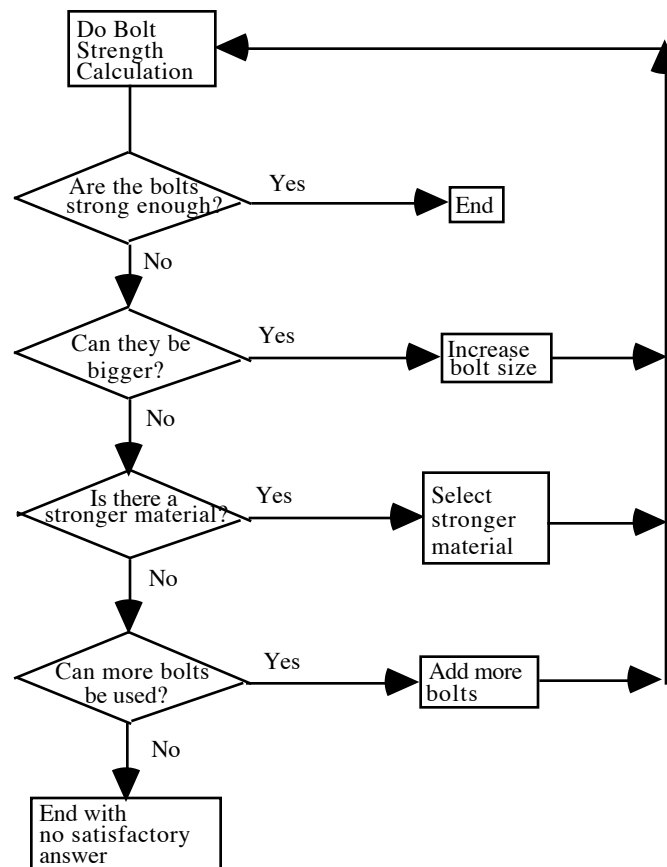 Do Bolt
Strength
Calculation
Are the bolts
strong enough?
Yes
End
No
Can they be
bigger?
Yes
Increase
bolt size
No
Is there a
stronger material?
Yes
Select
stronger
material
No
Can more bolts
be used?
Yes
Add more
bolts
No
End with
no satisfactory
answer